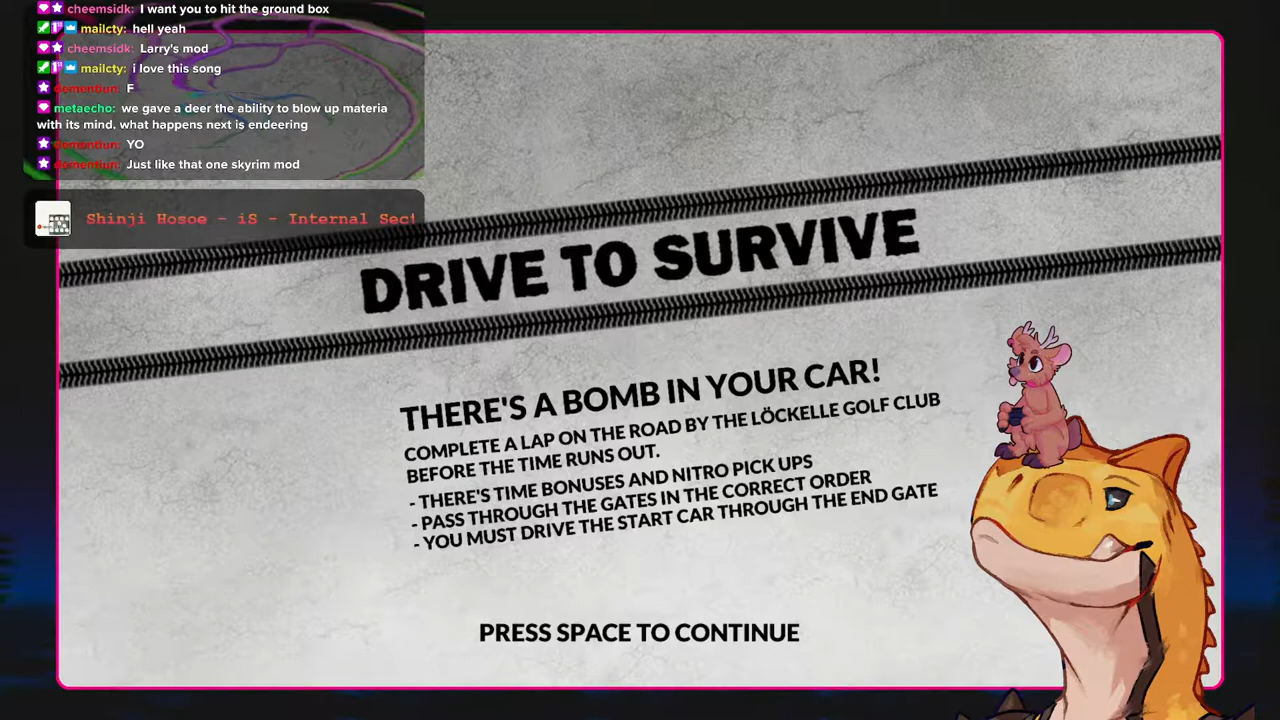 cheemsidk: I want you to hit the ground box
mailcty: hell yeah
cheemsidk: Larry's mod
mailcty: i love this song
dementiun: F
metaecho: we gave a deer the ability to blow up materia
with its mind. what happens next is endeering
dementiun: YO
dementiun: Just like that one skyrim mod
Shinji Hosoe - iS - Internal Sect
DRIVE TO SURVIVE
THERE'S A BOMB IN YOUR CAR!
COMPLETE A LAP ON THE ROAD BY THE LÖCKELLE GOLF CLUB
BEFORE THE TIME RUNS OUT.
- THERE'S TIME BONUSES AND NITRO PICK UPS
- PASS THROUGH THE GATES IN THE CORRECT ORDER
- YOU MUST DRIVE THE START CAR THROUGH THE END GATE
PRESS SPACE TO CONTINUE